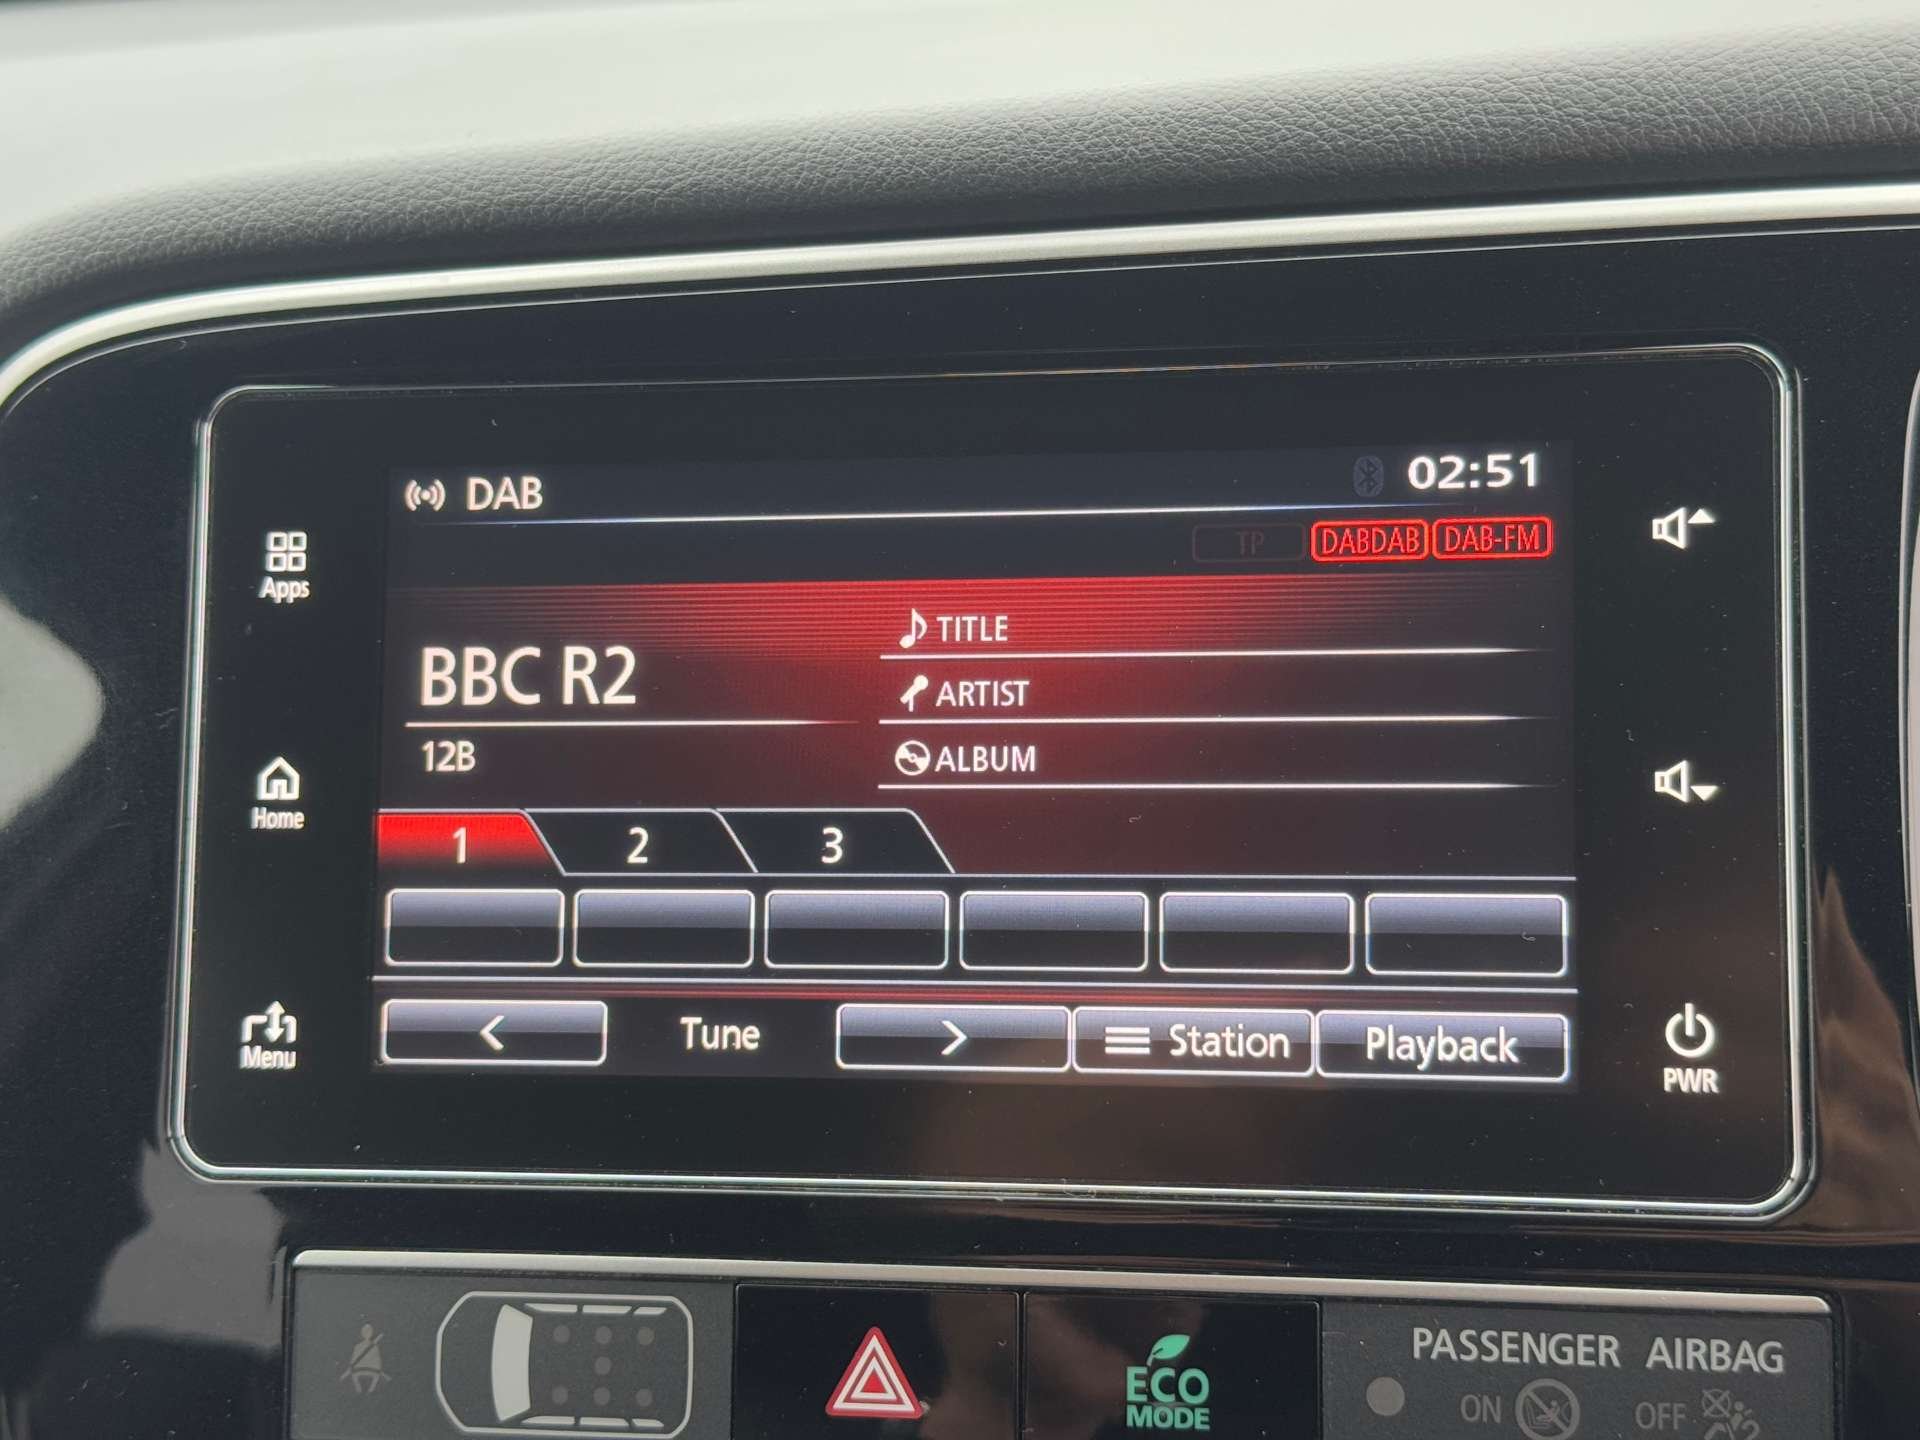 DAB
02:51
TP
DABDAB
DAB-FM
Apps
BBC R2
TITLE
ARTIST
12B
ALBUM
Home
1 2 3
< Tune > Station Playback
Menu
PWR
ECO
MODE
PASSENGER AIRBAG
ON OFF